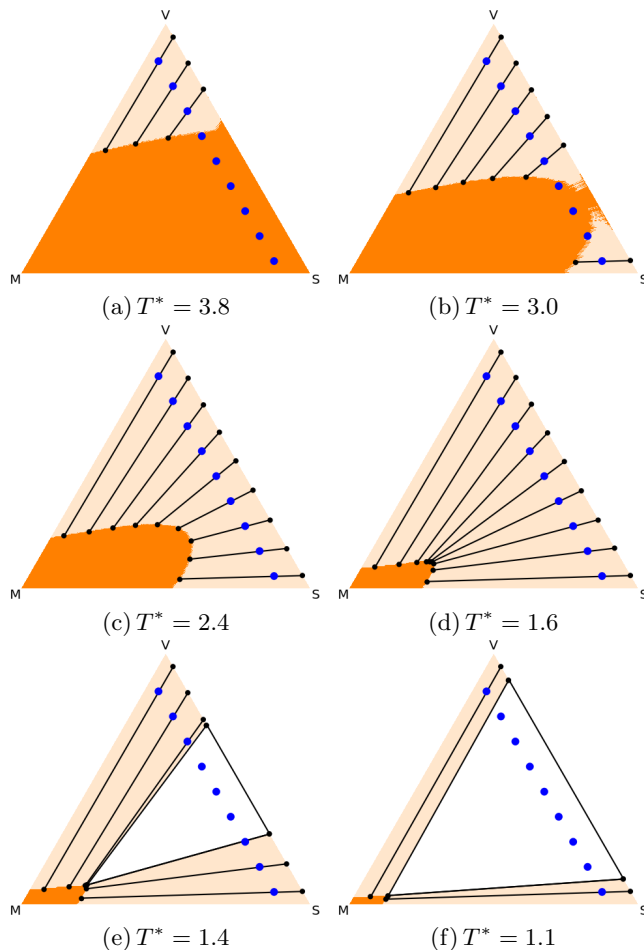 V V
M S M S
(a) T* = 3.8 (b) T* = 3.0
V V
M S M S
(c) T* = 2.4 (d) T* = 1.6
V V
M S M S
(e) T* = 1.4 (f) T* = 1.1